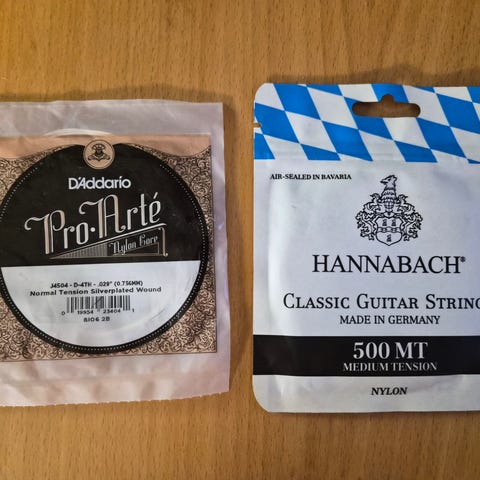 D'Addario
Pro·Arté
Nylon Core
J4504 - D-4TH - .029" (0.736MM)
Normal Tension Silverplated Wound
0 19954 23404 1
8106 2B
AIR-SEALED IN BAVARIA
HANNABACH®
CLASSIC GUITAR STRING
MADE IN GERMANY
500 MT
MEDIUM TENSION
NYLON